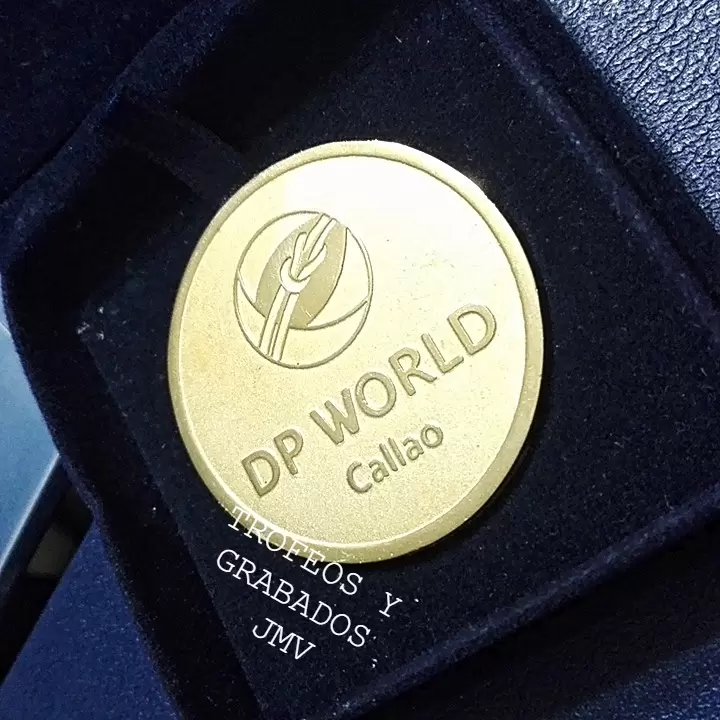 DP WORLD
Callao
TROFEOS Y
GRABADOS
JMV